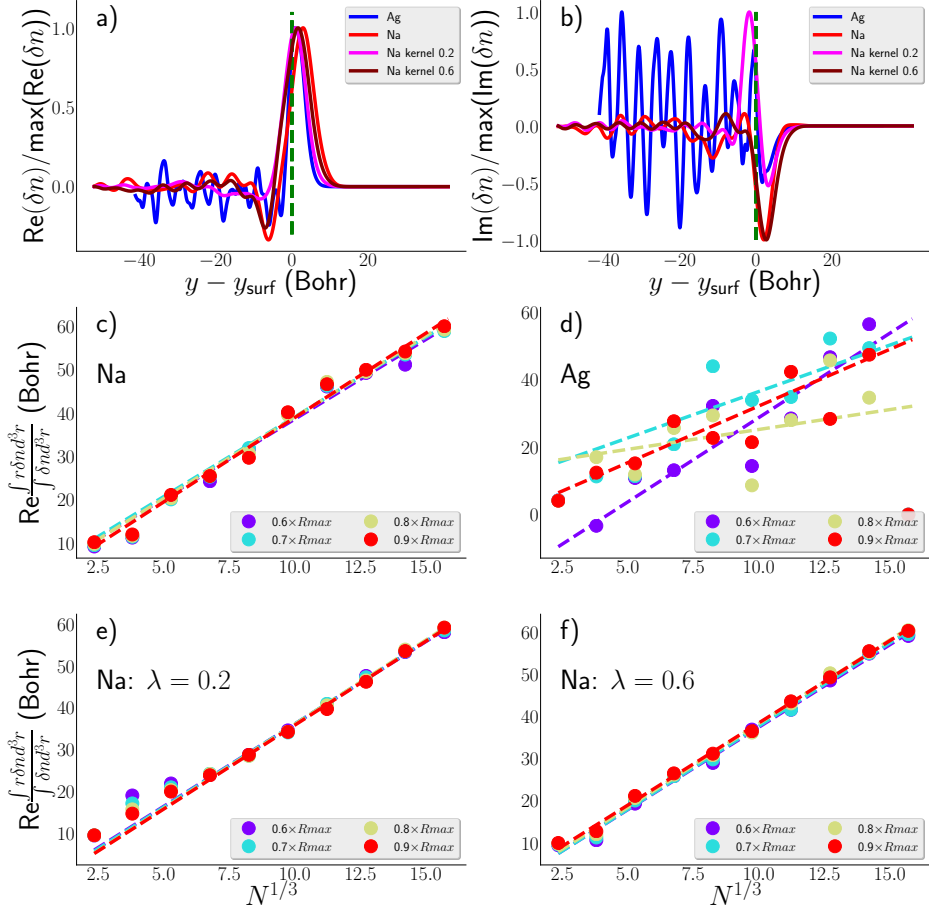 a)
Re(δn)/max(Re(δn))
1.0
0.5
0.0
−40
−20
0
20
y − y_surf (Bohr)
Ag
Na
Na kernel 0.2
Na kernel 0.6
b)
Im(δn)/max(Im(δn))
1.0
0.5
0.0
−0.5
−1.0
−40
−20
0
20
y − y_surf (Bohr)
Ag
Na
Na kernel 0.2
Na kernel 0.6
c)
Na
Re ∫ rδnd³r / ∫ δnd³r (Bohr)
60
50
40
30
20
10
2.5 5.0 7.5 10.0 12.5 15.0
0.6×Rmax 0.8×Rmax
0.7×Rmax 0.9×Rmax
d)
Ag
60
40
20
0
2.5 5.0 7.5 10.0 12.5 15.0
0.6×Rmax 0.8×Rmax
0.7×Rmax 0.9×Rmax
e)
Na: λ = 0.2
Re ∫ rδnd³r / ∫ δnd³r (Bohr)
60
50
40
30
20
10
2.5 5.0 7.5 10.0 12.5 15.0
N^{1/3}
0.6×Rmax 0.8×Rmax
0.7×Rmax 0.9×Rmax
f)
Na: λ = 0.6
60
50
40
30
20
10
2.5 5.0 7.5 10.0 12.5 15.0
N^{1/3}
0.6×Rmax 0.8×Rmax
0.7×Rmax 0.9×Rmax